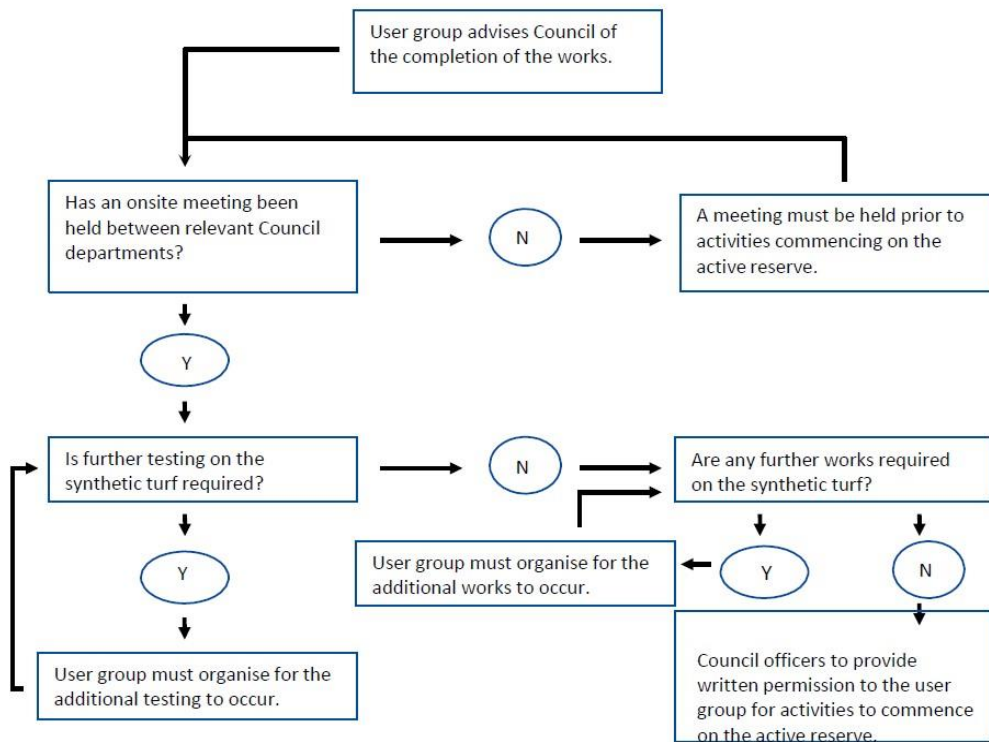 User group advises Council of
the completion of the works.
Has an onsite meeting been
held between relevant Council
departments?
N
A meeting must be held prior to
activities commencing on the
active reserve.
Y
Is further testing on the
synthetic turf required?
N
Are any further works required
on the synthetic turf?
Y
User group must organise for the
additional works to occur.
Y
N
User group must organise for the
additional testing to occur.
Council officers to provide
written permission to the user
group for activities to commence
on the active reserve.